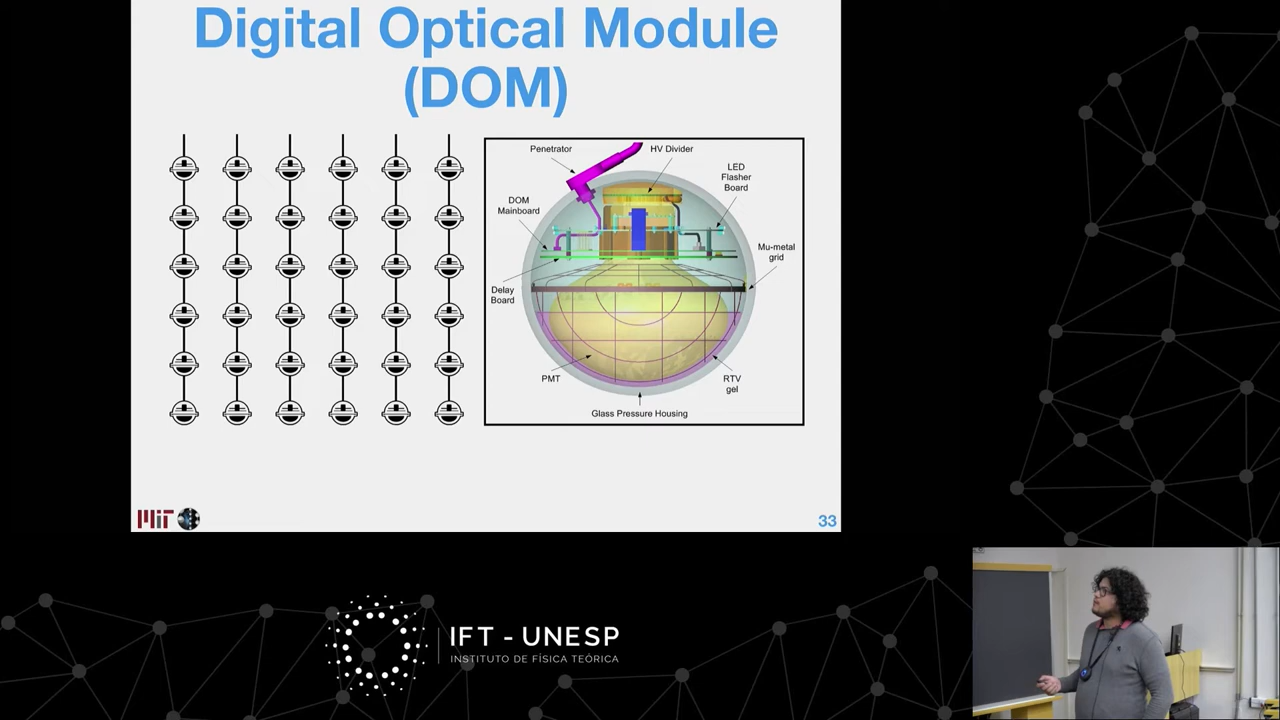 Digital Optical Module
(DOM)
Penetrator
HV Divider
LED
Flasher
Board
DOM
Mainboard
Mu-metal
grid
Delay
Board
PMT
RTV
gel
Glass Pressure Housing
MIT
33
IFT - UNESP
INSTITUTO DE FÍSICA TEÓRICA